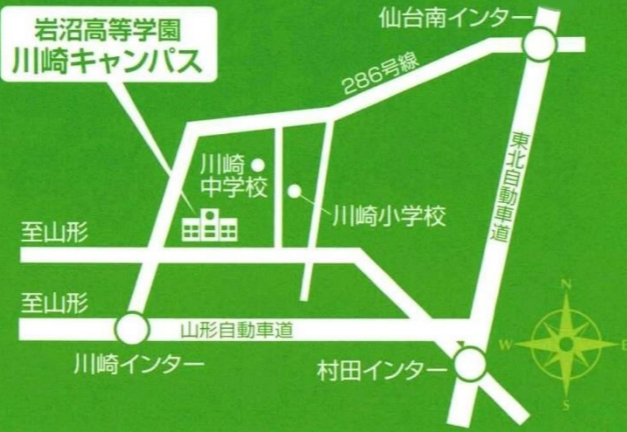 岩沼高等学園
川崎キャンパス
仙台南インター
286号線
東北自動車道
川崎
中学校
川崎小学校
至山形
至山形
山形自動車道
川崎インター
村田インター
N
W
E
S